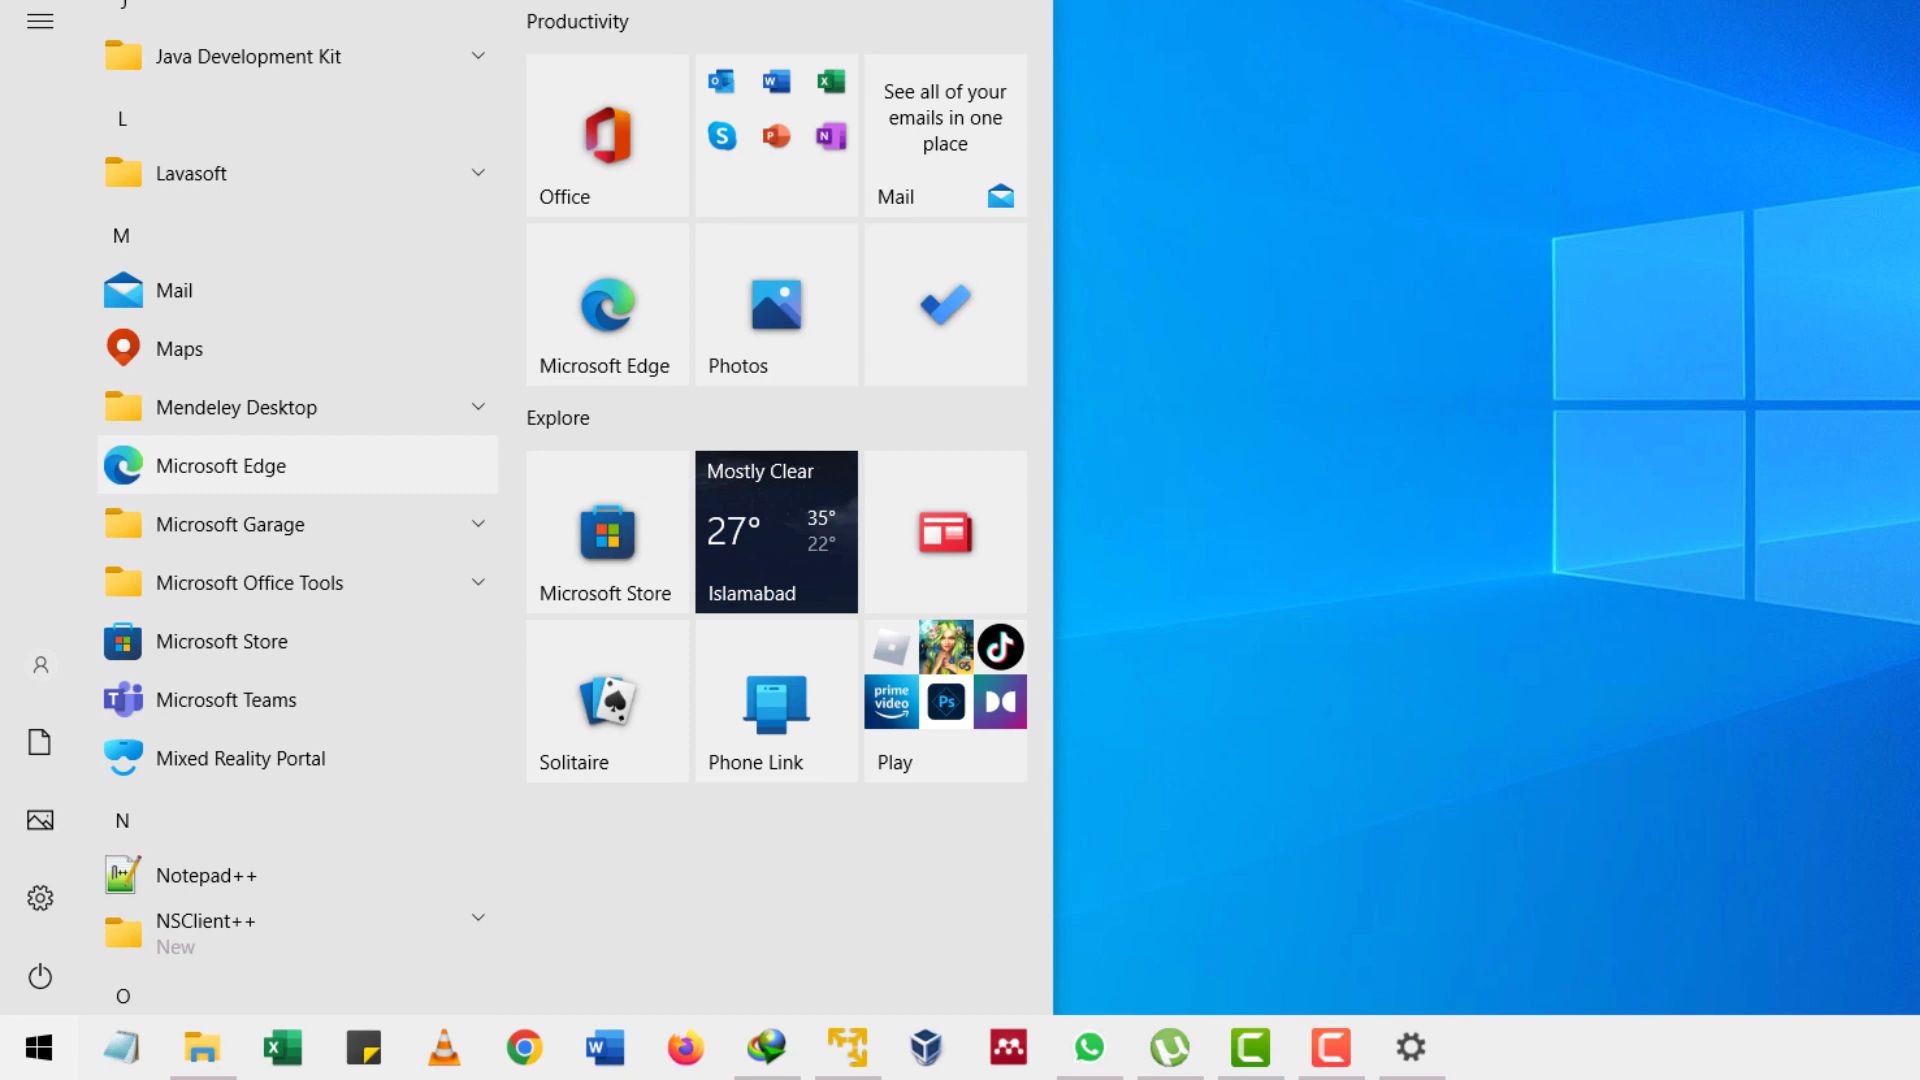 Java Development Kit
L
Lavasoft
M
Mail
Maps
Mendeley Desktop
Microsoft Edge
Microsoft Garage
Microsoft Office Tools
Microsoft Store
Microsoft Teams
Mixed Reality Portal
N
Notepad++
NSClient++
New
O
Productivity
Office
See all of your
emails in one
place
Mail
Microsoft Edge
Photos
Explore
Microsoft Store
Mostly Clear
27°
35°
22°
Islamabad
Solitaire
Phone Link
prime
video
Ps
Play